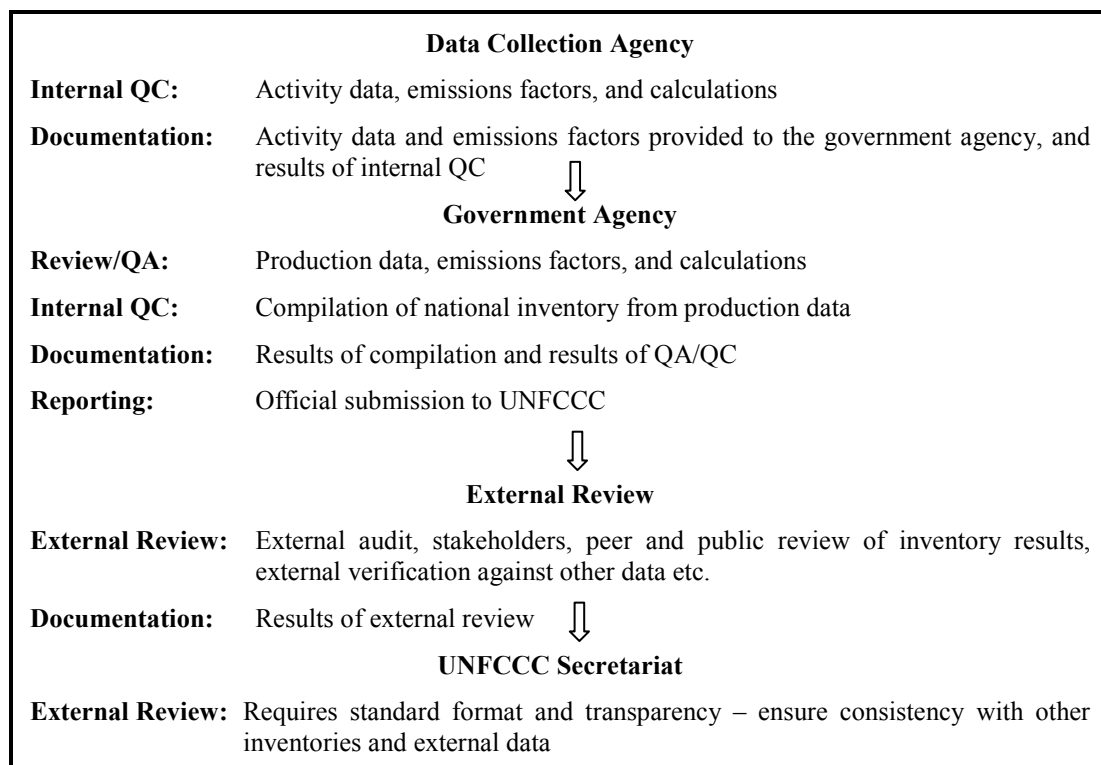 Data Collection Agency
Internal QC: Activity data, emissions factors, and calculations
Documentation: Activity data and emissions factors provided to the government agency, and
results of internal QC
Government Agency
Review/QA: Production data, emissions factors, and calculations
Internal QC: Compilation of national inventory from production data
Documentation: Results of compilation and results of QA/QC
Reporting: Official submission to UNFCCC
External Review
External Review: External audit, stakeholders, peer and public review of inventory results,
external verification against other data etc.
Documentation: Results of external review
UNFCCC Secretariat
External Review: Requires standard format and transparency – ensure consistency with other
inventories and external data